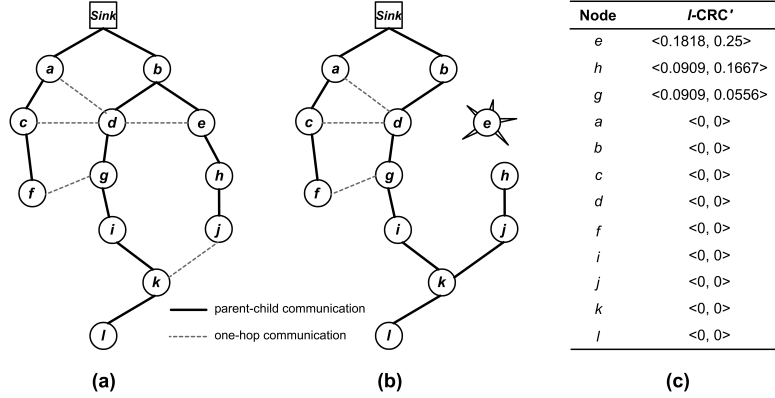 Sink
a
b
c
d
e
f
g
h
i
j
k
l
parent-child communication
one-hop communication
(a)
Sink
a
b
c
d
e
f
g
h
i
j
k
l
(b)
Node l-CRC′
e <0.1818, 0.25>
h <0.0909, 0.1667>
g <0.0909, 0.0556>
a <0, 0>
b <0, 0>
c <0, 0>
d <0, 0>
f <0, 0>
i <0, 0>
j <0, 0>
k <0, 0>
l <0, 0>
(c)